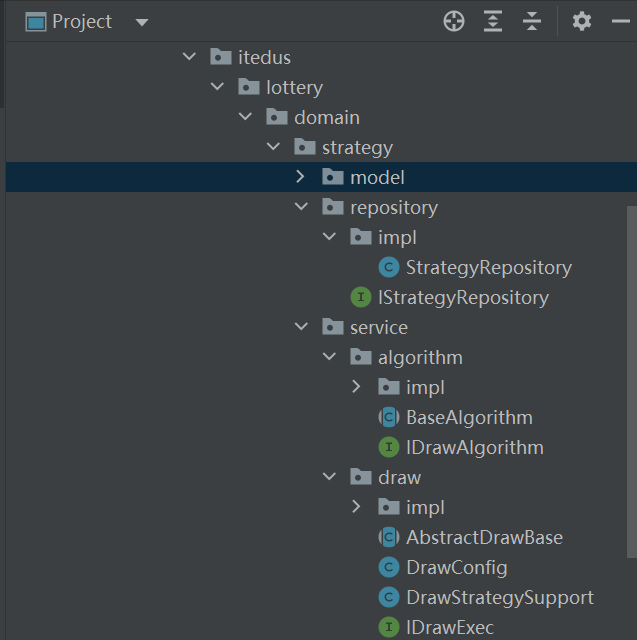 Project
itedus
lottery
domain
strategy
model
repository
impl
StrategyRepository
IStrategyRepository
service
algorithm
impl
BaseAlgorithm
IDrawAlgorithm
draw
impl
AbstractDrawBase
DrawConfig
DrawStrategySupport
IDrawExec